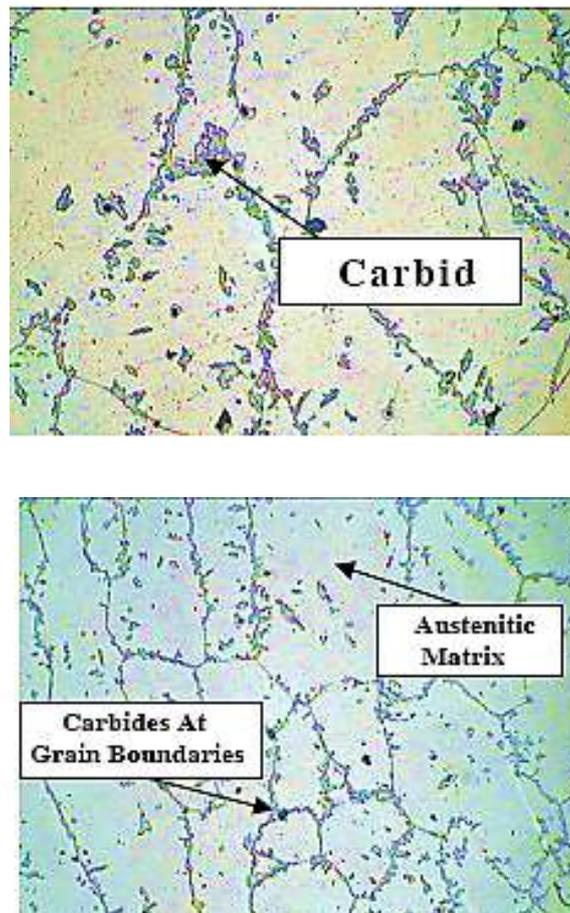 Carbid
Austenitic
Matrix
Carbides At
Grain Boundaries